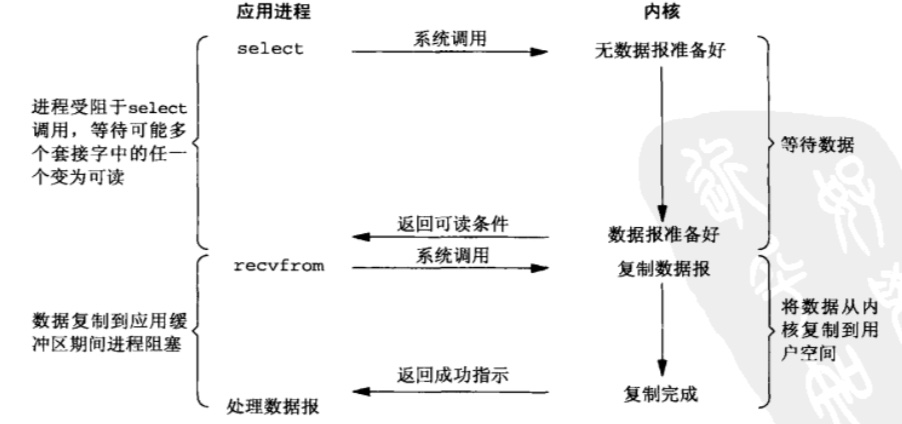 应用进程
内核
select
系统调用
无数据报准备好
进程受阻于select
调用，等待可能多
个套接字中的任一
个变为可读
等待数据
返回可读条件
数据报准备好
recvfrom
系统调用
复制数据报
数据复制到应用缓
冲区期间进程阻塞
将数据从内
核复制到用
户空间
返回成功指示
复制完成
处理数据报